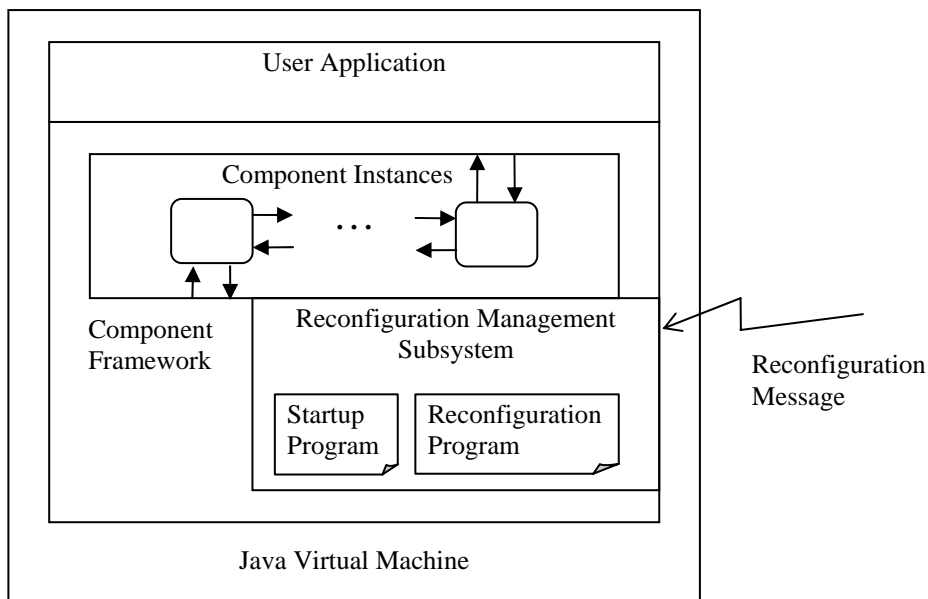 User Application
Component Instances
...
Component
Framework
Reconfiguration Management
Subsystem
Startup
Program
Reconfiguration
Program
Reconfiguration
Message
Java Virtual Machine